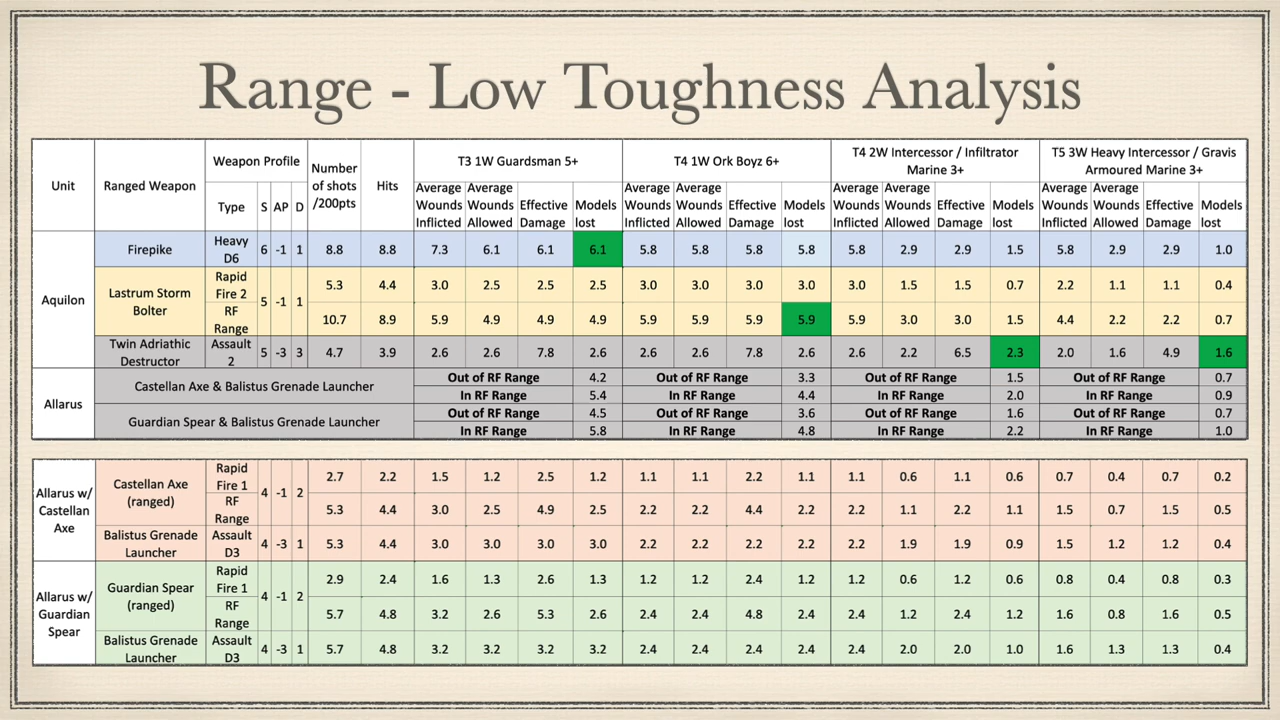 Range - Low Toughness Analysis
Unit Ranged Weapon Weapon Profile Number of shots /200pts Hits T3 1W Guardsman 5+ T4 1W Ork Boyz 6+ T4 2W Intercessor / Infiltrator Marine 3+ T5 3W Heavy Intercessor / Gravis Armoured Marine 3+
Type S AP D Average Wounds Inflicted Average Wounds Allowed Effective Damage Models lost Average Wounds Inflicted Average Wounds Allowed Effective Damage Models lost Average Wounds Inflicted Average Wounds Allowed Effective Damage Models lost Average Wounds Inflicted Average Wounds Allowed Effective Damage Models lost
Aquilon Firepike Heavy D6 6 -1 1 8.8 8.8 7.3 6.1 6.1 6.1 5.8 5.8 5.8 5.8 5.8 2.9 2.9 1.5 5.8 2.9 2.9 1.0
Lastrum Storm Bolter Rapid Fire 2 5 -1 1 5.3 4.4 3.0 2.5 2.5 2.5 3.0 3.0 3.0 3.0 3.0 1.5 1.5 0.7 2.2 1.1 1.1 0.4
RF Range 10.7 8.9 5.9 4.9 4.9 4.9 5.9 5.9 5.9 5.9 5.9 3.0 3.0 1.5 4.4 2.2 2.2 0.7
Twin Adriathic Destructor Assault 2 5 -3 3 4.7 3.9 2.6 2.6 7.8 2.6 2.6 2.6 7.8 2.6 2.6 2.2 6.5 2.3 2.0 1.6 4.9 1.6
Allarus Castellan Axe & Balistus Grenade Launcher Out of RF Range 4.2 Out of RF Range 3.3 Out of RF Range 1.5 Out of RF Range 0.7
In RF Range 5.4 In RF Range 4.4 In RF Range 2.0 In RF Range 0.9
Guardian Spear & Balistus Grenade Launcher Out of RF Range 4.5 Out of RF Range 3.6 Out of RF Range 1.6 Out of RF Range 0.7
In RF Range 5.8 In RF Range 4.8 In RF Range 2.2 In RF Range 1.0
Allarus w/ Castellan Axe Castellan Axe (ranged) Rapid Fire 1 4 -1 2 2.7 2.2 1.5 1.2 2.5 1.2 1.1 1.1 2.2 1.1 1.1 0.6 1.1 0.6 0.7 0.4 0.7 0.2
RF Range 5.3 4.4 3.0 2.5 4.9 2.5 2.2 2.2 4.4 2.2 2.2 1.1 2.2 1.1 1.5 0.7 1.5 0.5
Balistus Grenade Launcher Assault D3 4 -3 1 5.3 4.4 3.0 3.0 3.0 3.0 2.2 2.2 2.2 2.2 2.2 1.9 1.9 0.9 1.5 1.2 1.2 0.4
Allarus w/ Guardian Spear Guardian Spear (ranged) Rapid Fire 1 4 -1 2 2.9 2.4 1.6 1.3 2.6 1.3 1.2 1.2 2.4 1.2 1.2 0.6 1.2 0.6 0.8 0.4 0.8 0.3
RF Range 5.7 4.8 3.2 2.6 5.3 2.6 2.4 2.4 4.8 2.4 2.4 1.2 2.4 1.2 1.6 0.8 1.6 0.5
Balistus Grenade Launcher Assault D3 4 -3 1 5.7 4.8 3.2 3.2 3.2 3.2 2.4 2.4 2.4 2.4 2.4 2.0 2.0 1.0 1.6 1.3 1.3 0.4